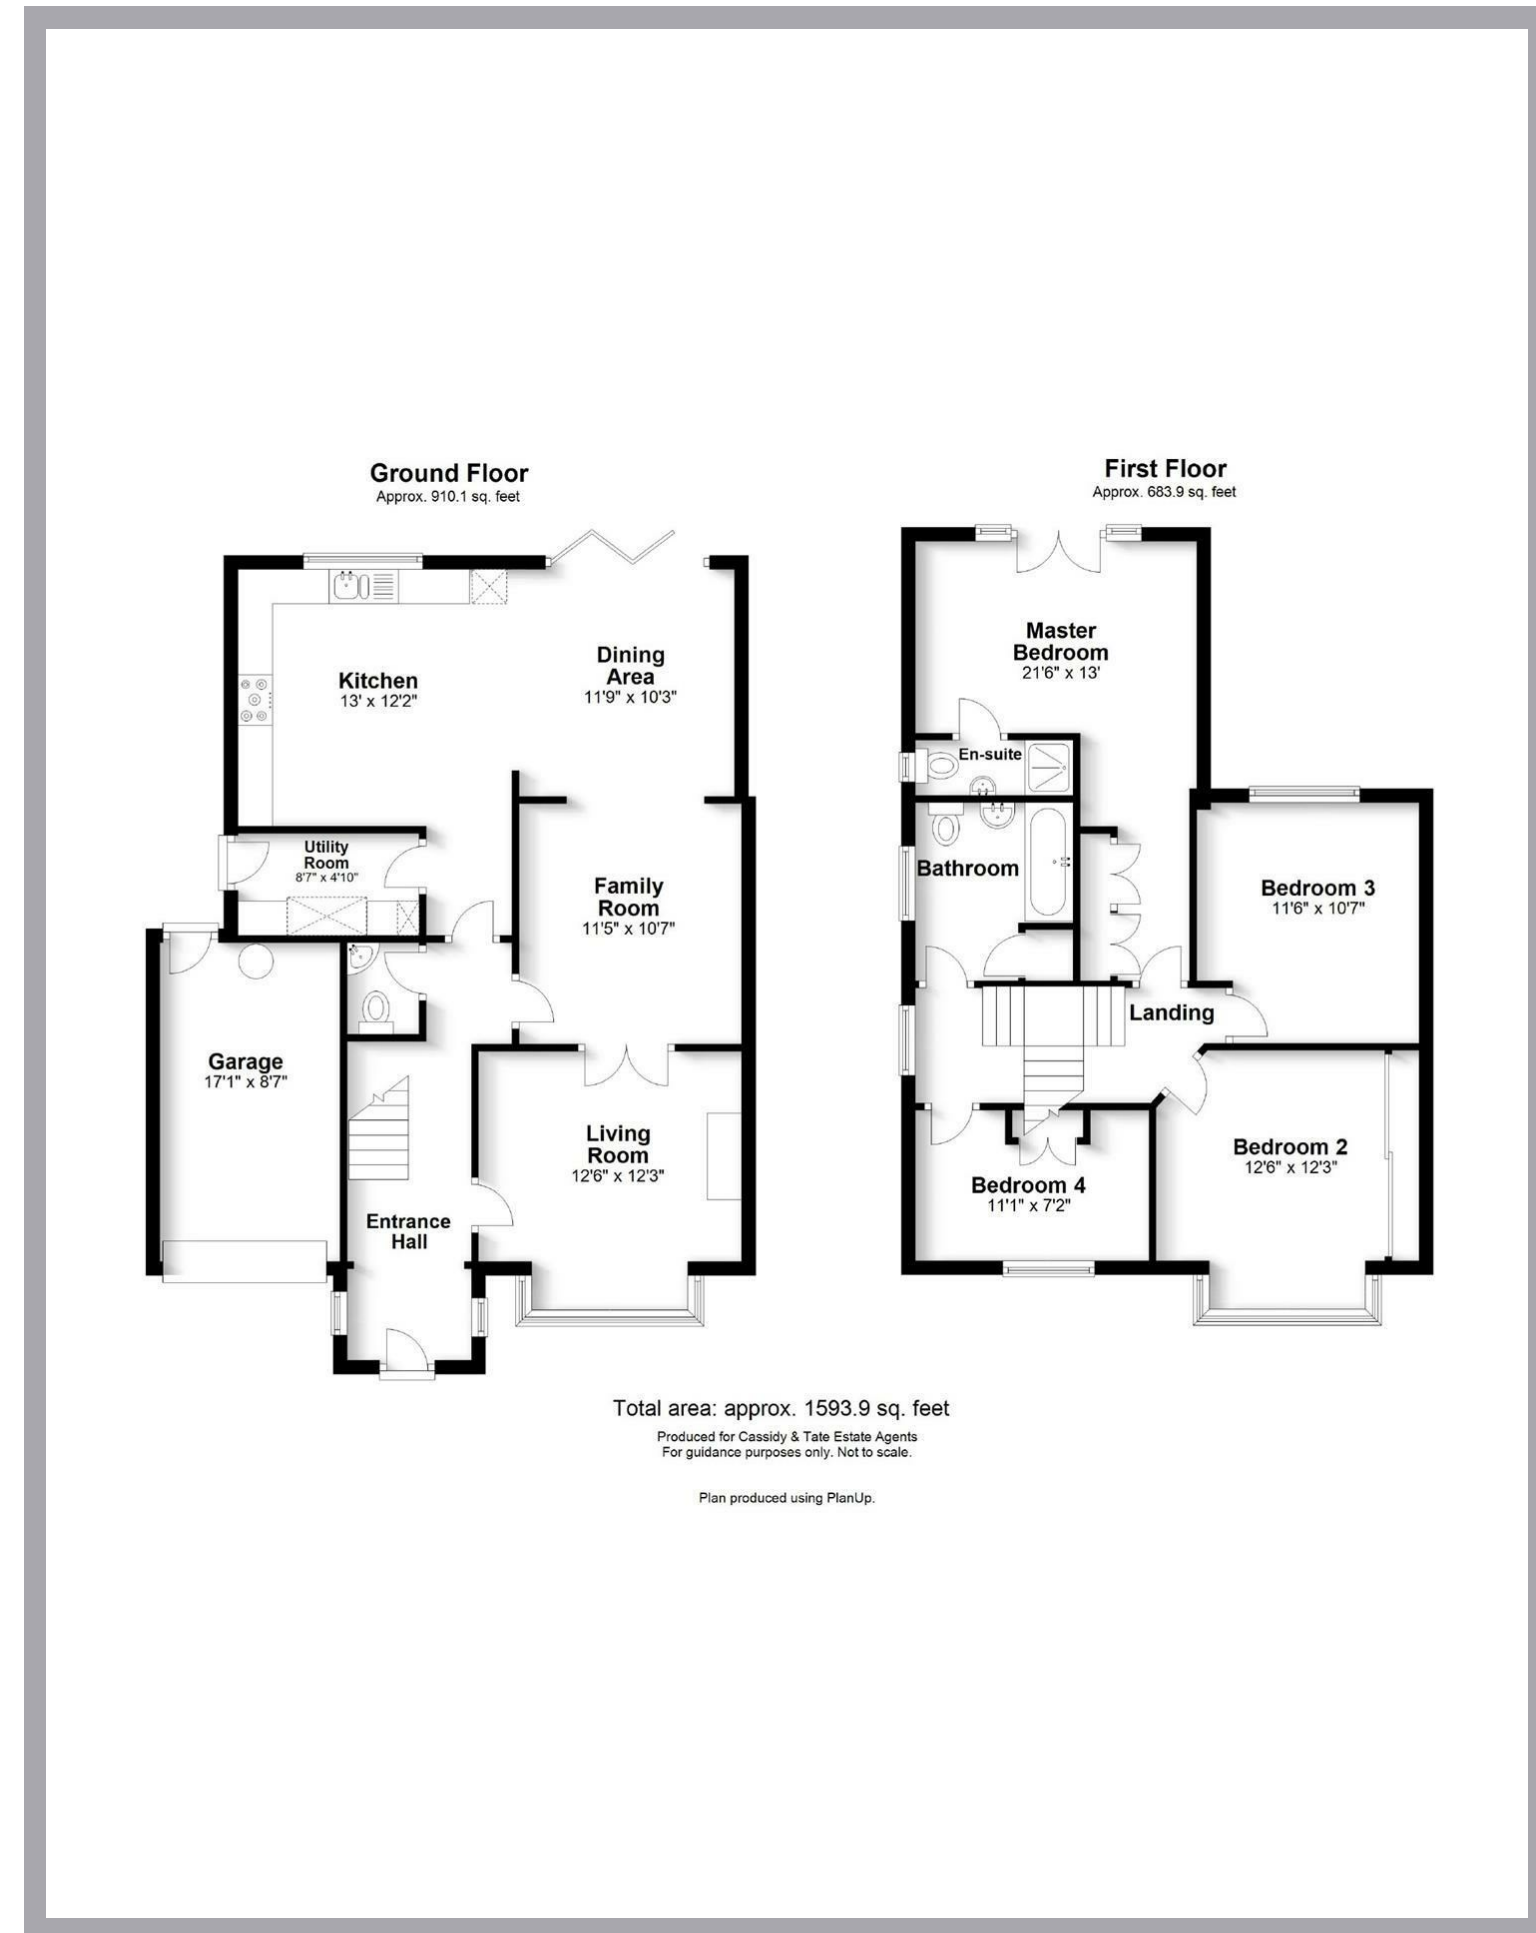 Ground Floor
Approx. 910.1 sq. feet
Kitchen
13' x 12'2"
Dining
Area
11'9" x 10'3"
Utility
Room
8'7" x 4'10"
Family
Room
11'5" x 10'7"
Garage
17'1" x 8'7"
Living
Room
12'6" x 12'3"
Entrance
Hall
First Floor
Approx. 683.9 sq. feet
Master
Bedroom
21'6" x 13'
En-suite
Bathroom
Bedroom 3
11'6" x 10'7"
Landing
Bedroom 2
12'6" x 12'3"
Bedroom 4
11'1" x 7'2"
Total area: approx. 1593.9 sq. feet
Produced for Cassidy & Tate Estate Agents
For guidance purposes only. Not to scale.
Plan produced using PlanUp.